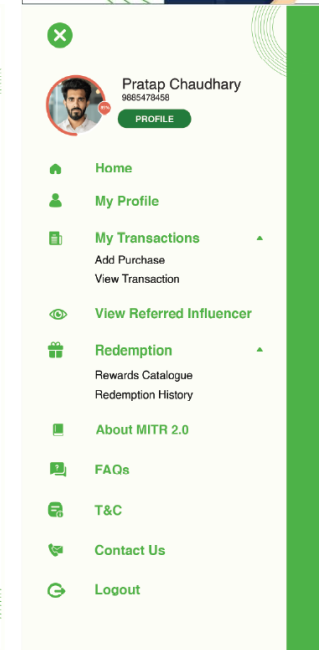 Pratap Chaudhary
9865478458
PROFILE
Home
My Profile
My Transactions
Add Purchase
View Transaction
View Referred Influencer
Redemption
Rewards Catalogue
Redemption History
About MITR 2.0
FAQs
T&C
Contact Us
Logout